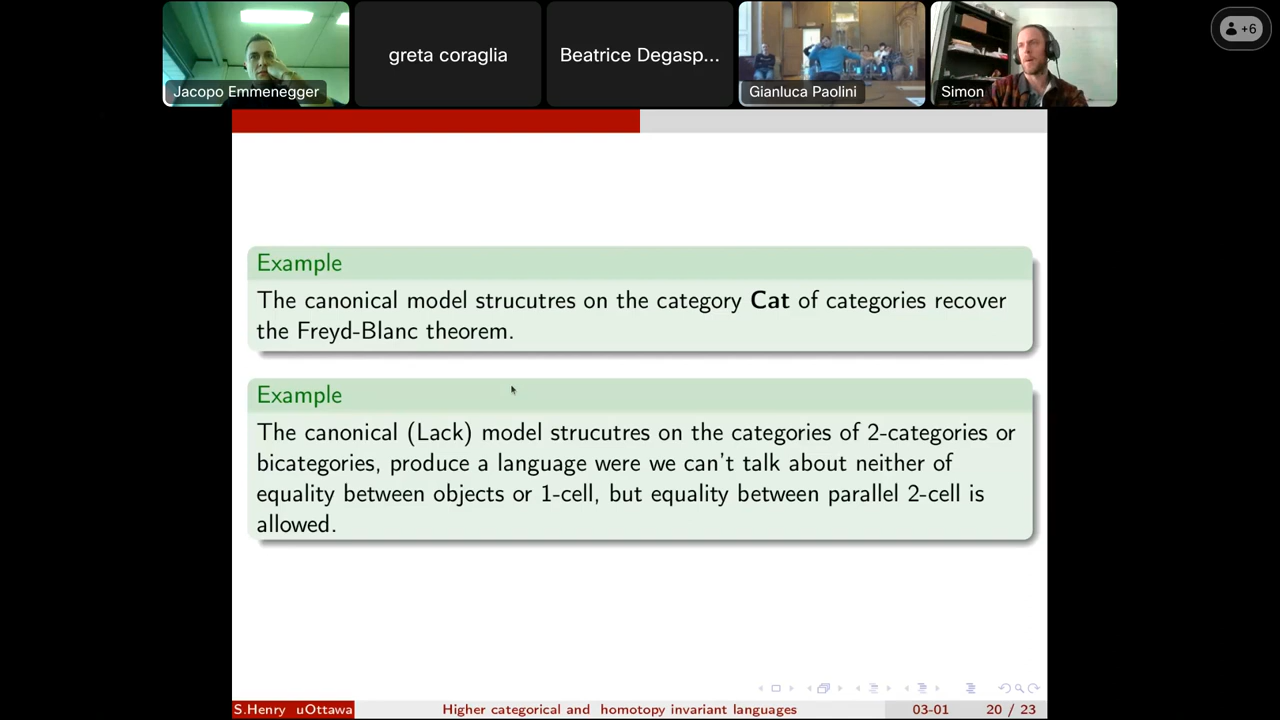 Jacopo Emmenegger
greta coraglia
Beatrice Degasp...
Gianluca Paolini
Simon
+6
Example
The canonical model strucutres on the category Cat of categories recover
the Freyd-Blanc theorem.
Example
The canonical (Lack) model strucutres on the categories of 2-categories or
bicategories, produce a language were we can't talk about neither of
equality between objects or 1-cell, but equality between parallel 2-cell is
allowed.
S.Henry uOttawa
Higher categorical and homotopy invariant languages
03-01
20 / 23